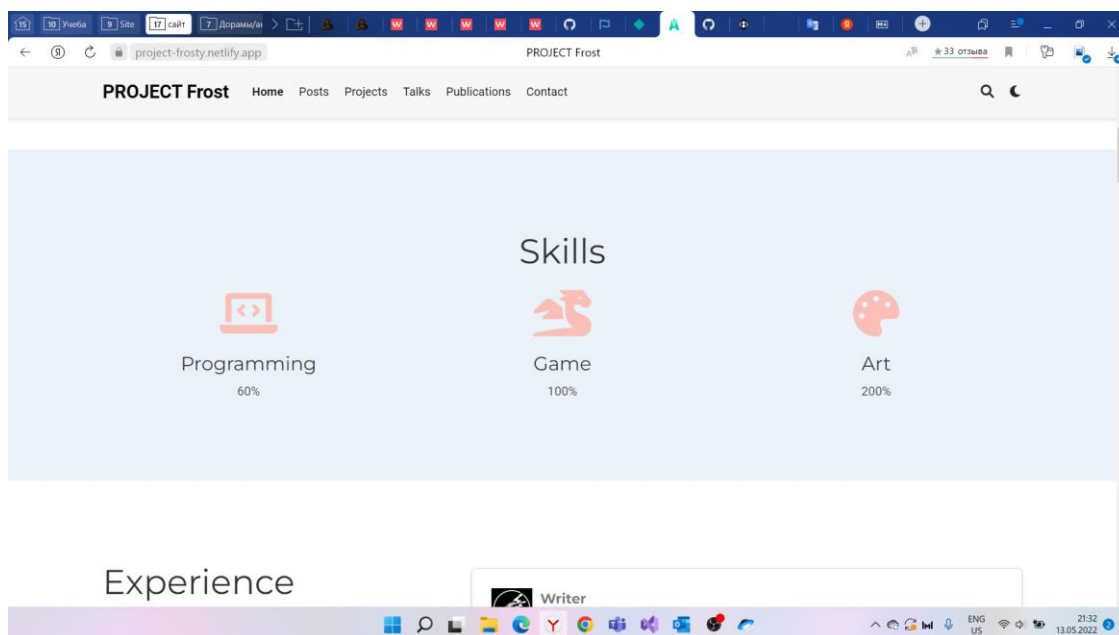 15 10 Учеба 9 Site 17 сайт 7 Дорамы/ан
project-frosty.netlify.app PROJECT Frost 33 отзыва
PROJECT Frost Home Posts Projects Talks Publications Contact
Skills
Programming Game Art
60% 100% 200%
Experience
Writer
ENG 21:32
US 13.05.2022